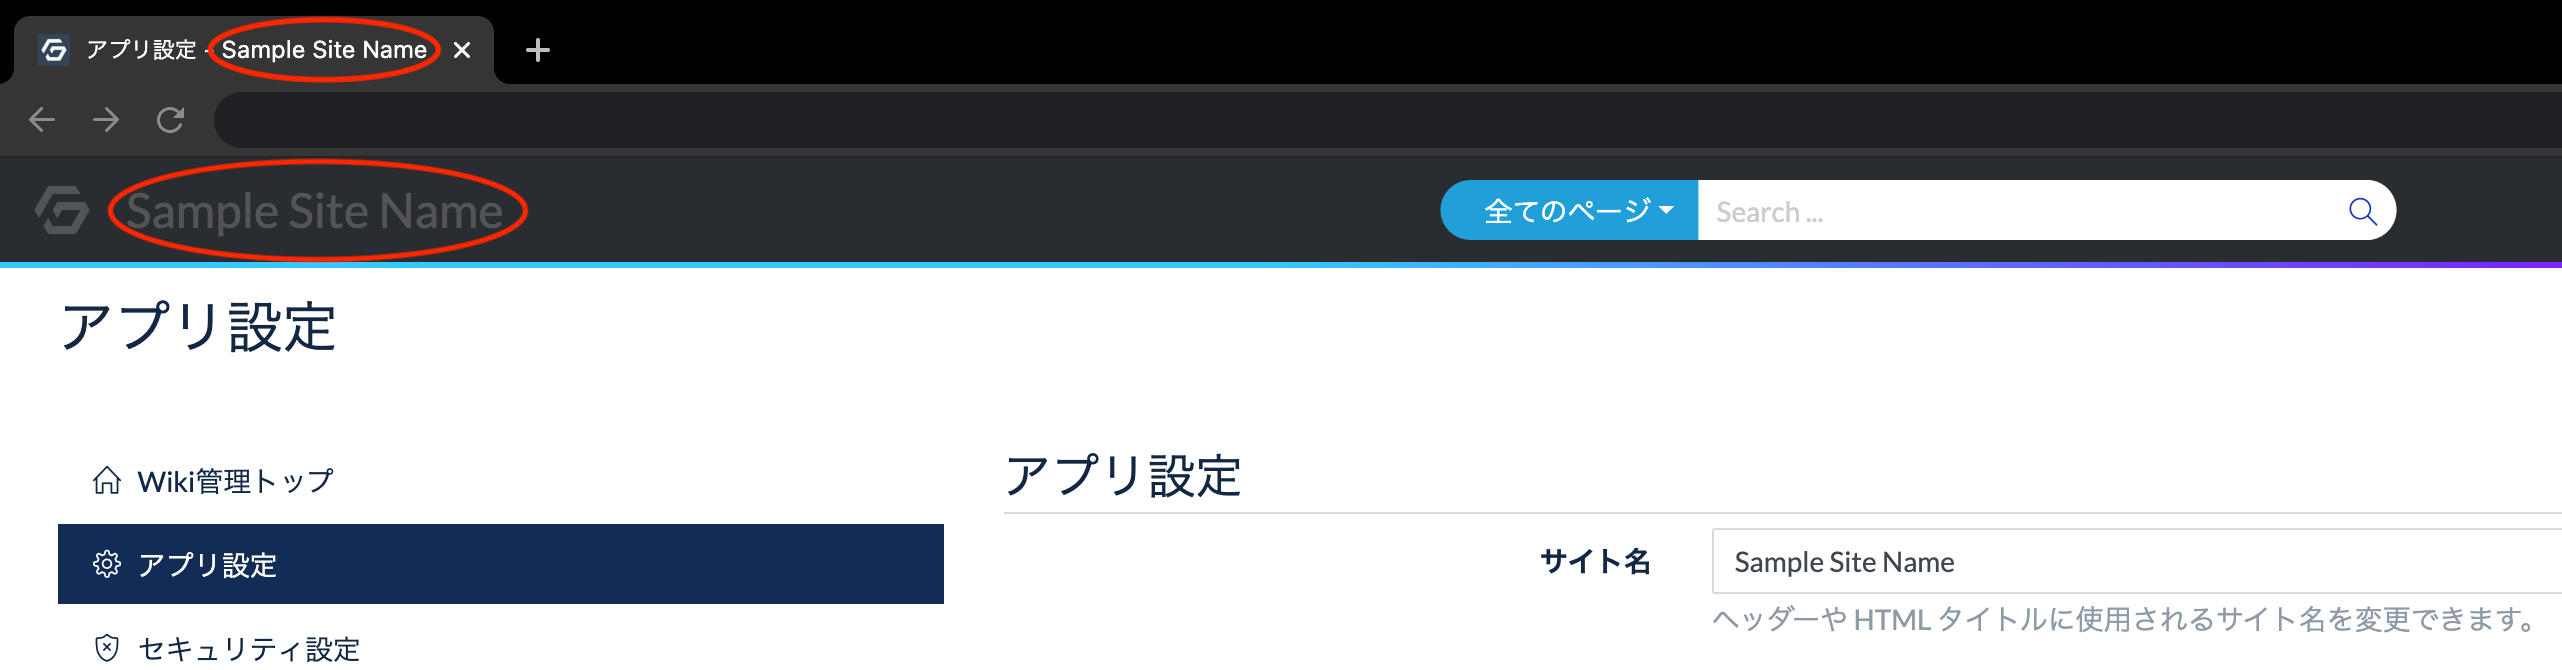 アプリ設定 - Sample Site Name
Sample Site Name
全てのページ
Search ...
アプリ設定
Wiki管理トップ
アプリ設定
セキュリティ設定
アプリ設定
サイト名
Sample Site Name
ヘッダーや HTML タイトルに使用されるサイト名を変更できます。